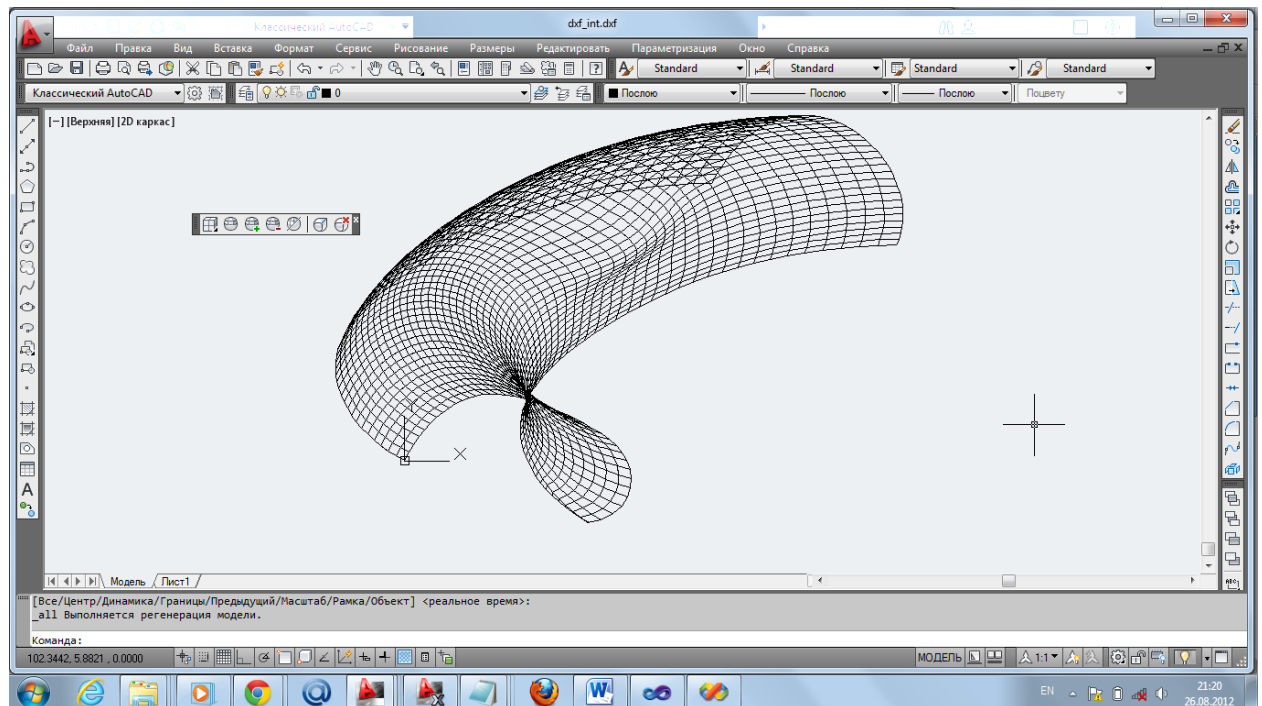 Классический AutoCAD
dxf_int.dxf
Файл Правка Вид Вставка Формат Сервис Рисование Размеры Редактировать Параметризация Окно Справка
Standard Standard Standard Standard
Классический AutoCAD 0 Послою Послою Послою Поцвету
[−] [Верхняя] [2D каркас]
Y
X
A
Модель Лист1
[Все/Центр/Динамика/Границы/Предыдущий/Масштаб/Рамка/Объект] <реальное время>:
_all Выполняется регенерация модели.
Команда:
102.3442, 5.8821 , 0.0000 МОДЕЛЬ 1:1
EN 21:20
26.08.2012